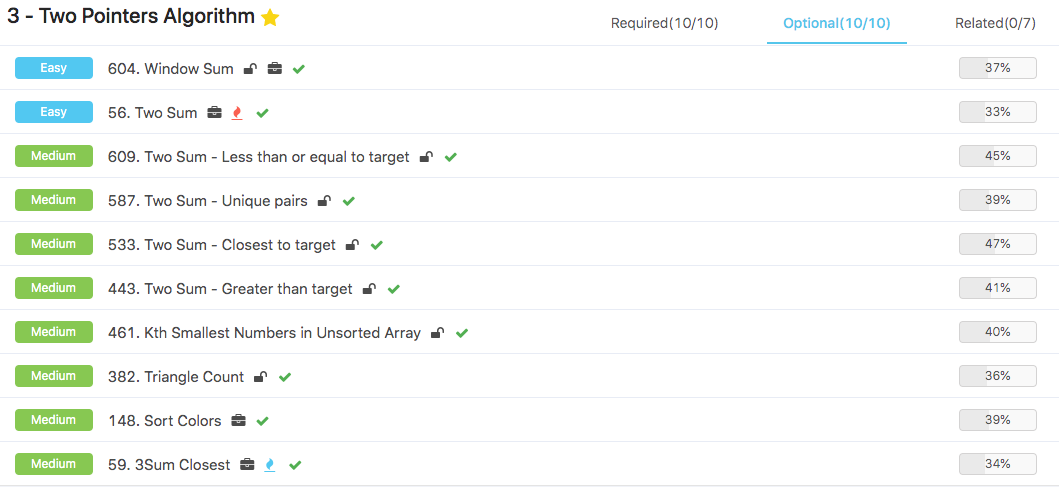 3 - Two Pointers Algorithm Required(10/10) Optional(10/10) Related(0/7)
Easy 604. Window Sum 37%
Easy 56. Two Sum 33%
Medium 609. Two Sum - Less than or equal to target 45%
Medium 587. Two Sum - Unique pairs 39%
Medium 533. Two Sum - Closest to target 47%
Medium 443. Two Sum - Greater than target 41%
Medium 461. Kth Smallest Numbers in Unsorted Array 40%
Medium 382. Triangle Count 36%
Medium 148. Sort Colors 39%
Medium 59. 3Sum Closest 34%